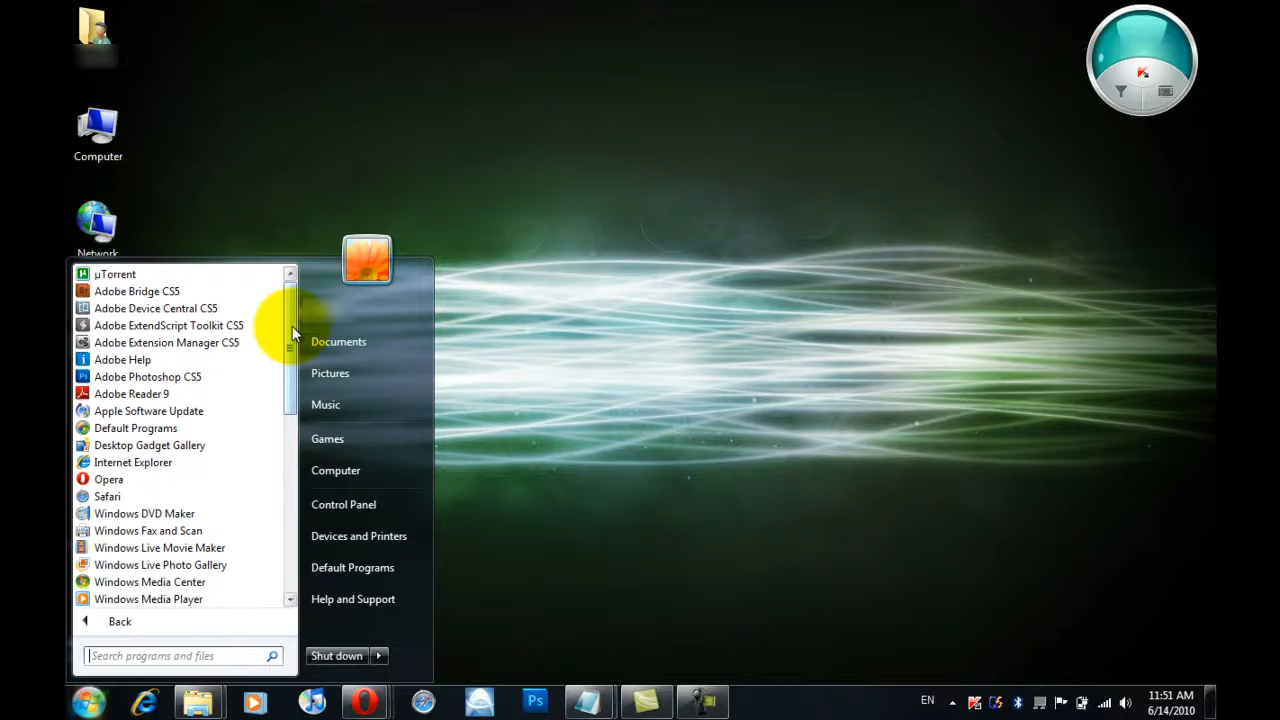 Computer
Network
µTorrent
Adobe Bridge CS5
Adobe Device Central CS5
Adobe ExtendScript Toolkit CS5
Adobe Extension Manager CS5
Adobe Help
Adobe Photoshop CS5
Adobe Reader 9
Apple Software Update
Default Programs
Desktop Gadget Gallery
Internet Explorer
Opera
Safari
Windows DVD Maker
Windows Fax and Scan
Windows Live Movie Maker
Windows Live Photo Gallery
Windows Media Center
Windows Media Player
Back
Search programs and files
Documents
Pictures
Music
Games
Computer
Control Panel
Devices and Printers
Default Programs
Help and Support
Shut down
Ps
EN
11:51 AM
6/14/2010